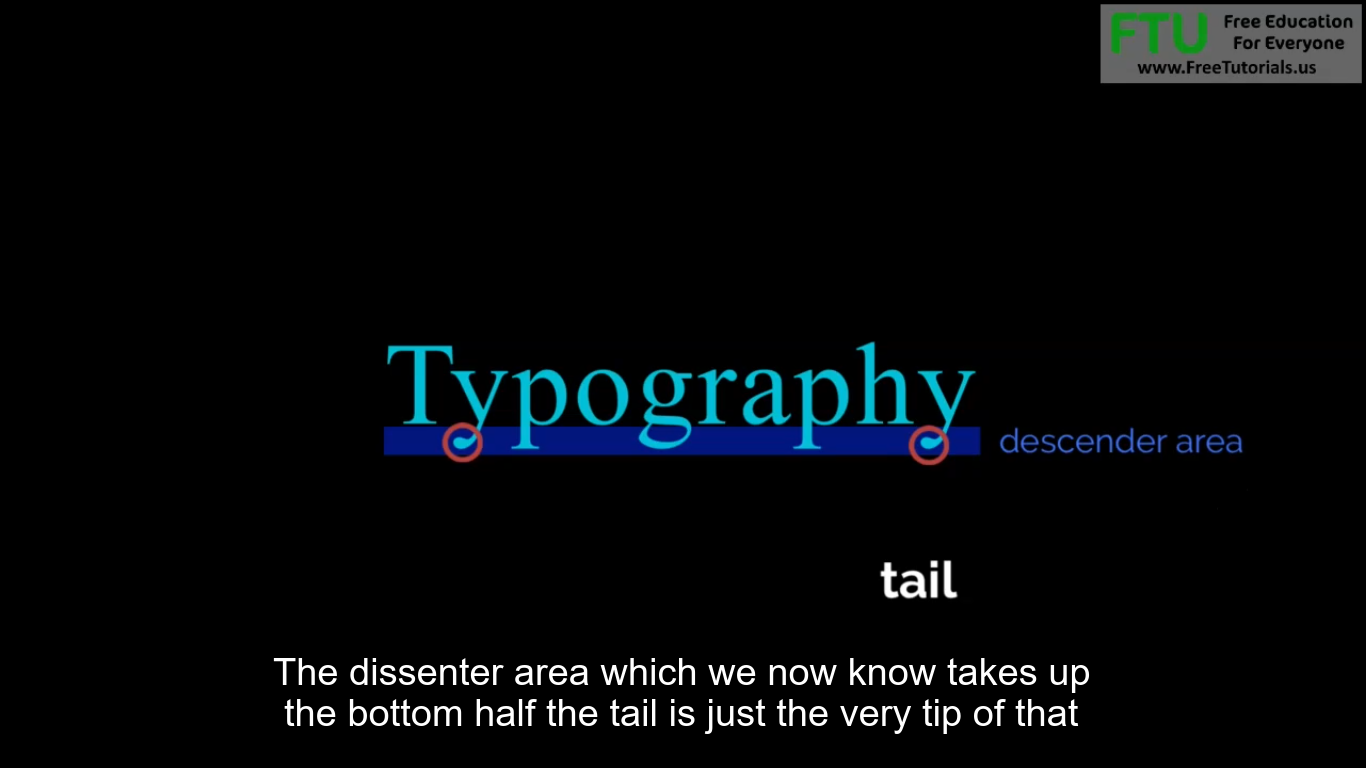 FTU
Free Education
For Everyone
www.FreeTutorials.us
Typography
descender area
tail
The dissenter area which we now know takes up
the bottom half the tail is just the very tip of that